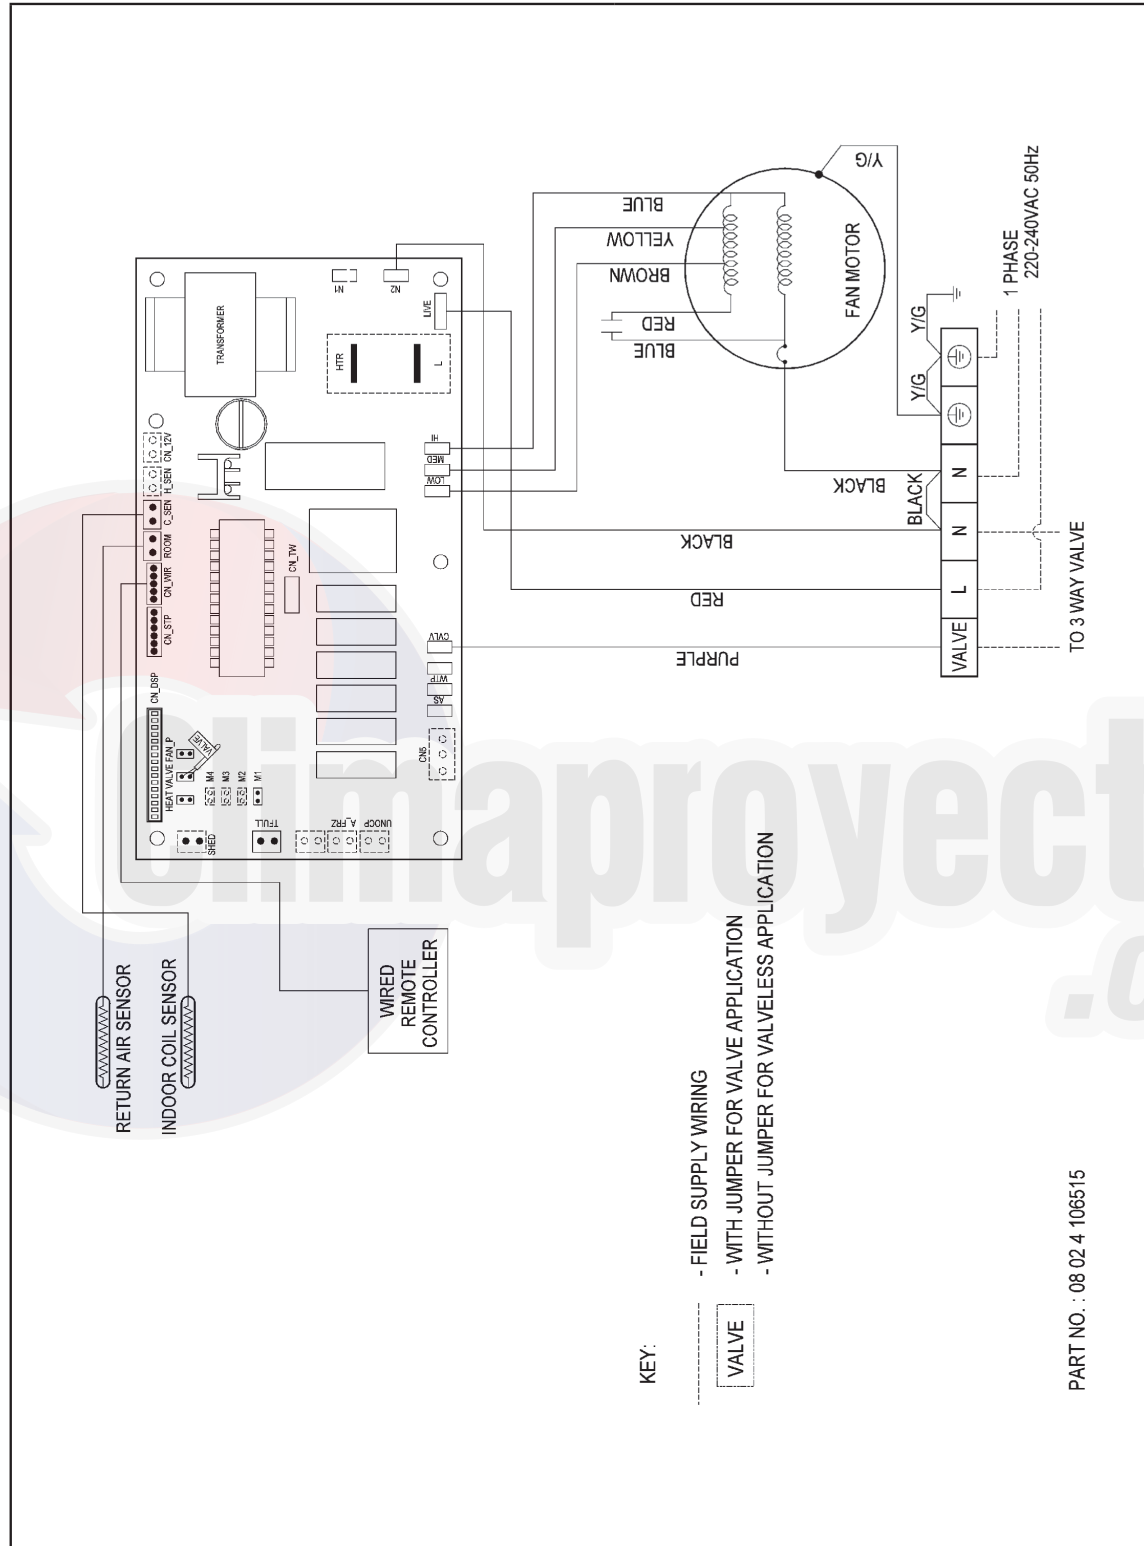 TRANSFORMER
N1
N2
LIVE
HTR
L
CN_12V
H_SEN
C_SEN
ROOM
CN_WIR
CN_STP
CN_DSP
HEAT VALVE FAN_P
VALVE
M4
M3
M2
M1
SHED
TFULL
A_FRZ
UNOCP
CN_TW
HI
MED
LOW
CVLV
WTP
AS
CN5
RETURN AIR SENSOR
INDOOR COIL SENSOR
WIRED
REMOTE
CONTROLLER
BLUE
YELLOW
BROWN
RED
BLUE
FAN MOTOR
Y/G
Y/G
Y/G
BLACK
BLACK
BLACK
RED
PURPLE
N
N
L
VALVE
1 PHASE
220-240VAC 50Hz
TO 3 WAY VALVE
KEY:
- FIELD SUPPLY WIRING
VALVE
- WITH JUMPER FOR VALVE APPLICATION
- WITHOUT JUMPER FOR VALVELESS APPLICATION
PART NO. : 08 02 4 106515
Climaproyect
.c